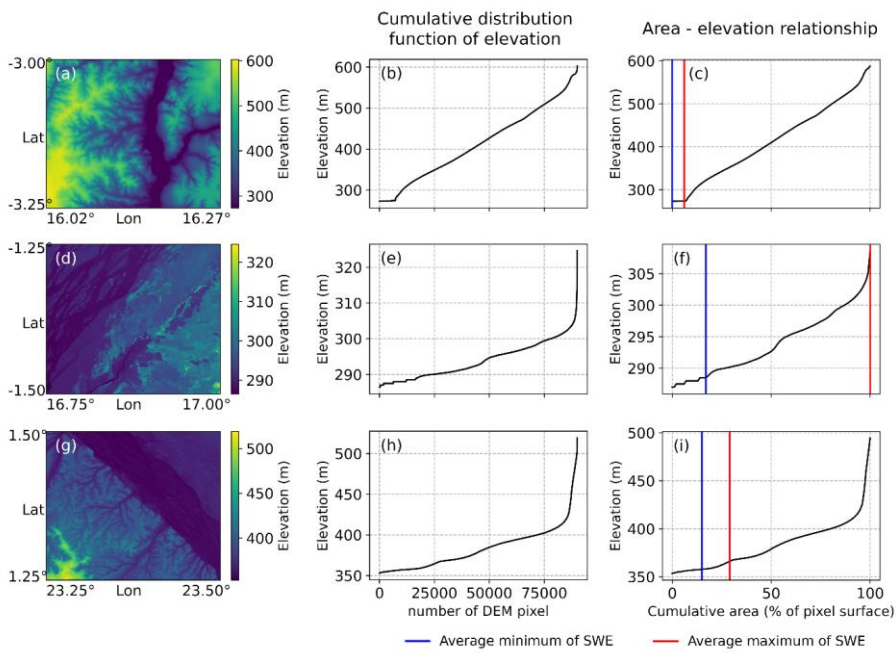 Cumulative distribution
function of elevation
Area - elevation relationship
(a)
-3.00°
Lat
-3.25°
16.02° Lon 16.27°
600
500
400
300
Elevation (m)
(b)
600
500
400
300
Elevation (m)
(c)
600
500
400
300
Elevation (m)
(d)
-1.25°
Lat
-1.50°
16.75° Lon 17.00°
320
310
300
290
Elevation (m)
(e)
320
310
300
290
Elevation (m)
(f)
305
300
295
290
Elevation (m)
(g)
1.50°
Lat
1.25°
23.25° Lon 23.50°
500
450
400
Elevation (m)
(h)
500
450
400
350
Elevation (m)
0 25000 50000 75000
number of DEM pixel
(i)
500
450
400
350
Elevation (m)
0 50 100
Cumulative area (% of pixel surface)
Average minimum of SWE
Average maximum of SWE